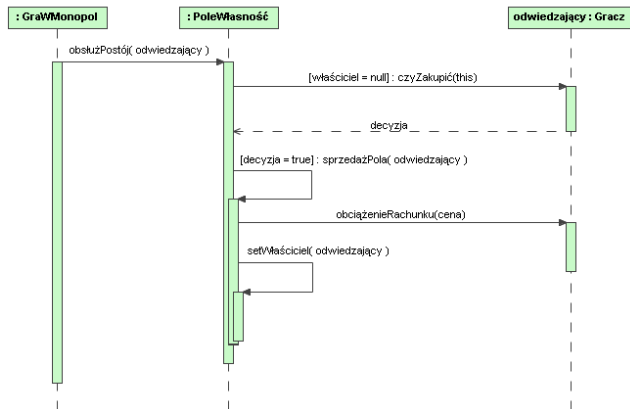 : GraWMonopol
: PoleWłasność
odwiedzający : Gracz
obsłużPostój( odwiedzający )
[właściciel = null] : czyZakupić(this)
decyzja
[decyzja = true] : sprzedażPola( odwiedzający )
obciążenieRachunku(cena)
setWłaściciel( odwiedzający )